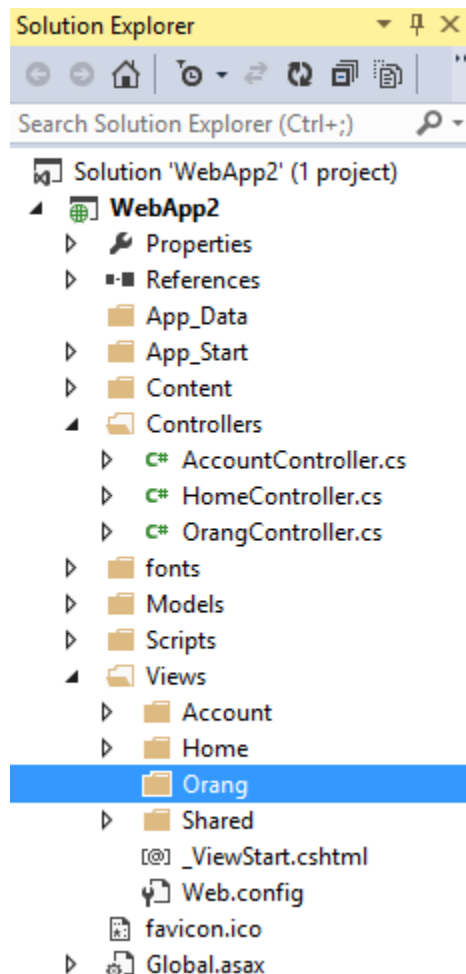 Solution Explorer
Search Solution Explorer (Ctrl+;)
Solution 'WebApp2' (1 project)
WebApp2
Properties
References
App_Data
App_Start
Content
Controllers
C# AccountController.cs
C# HomeController.cs
C# OrangController.cs
fonts
Models
Scripts
Views
Account
Home
Orang
Shared
[@] _ViewStart.cshtml
Web.config
favicon.ico
Global.asax